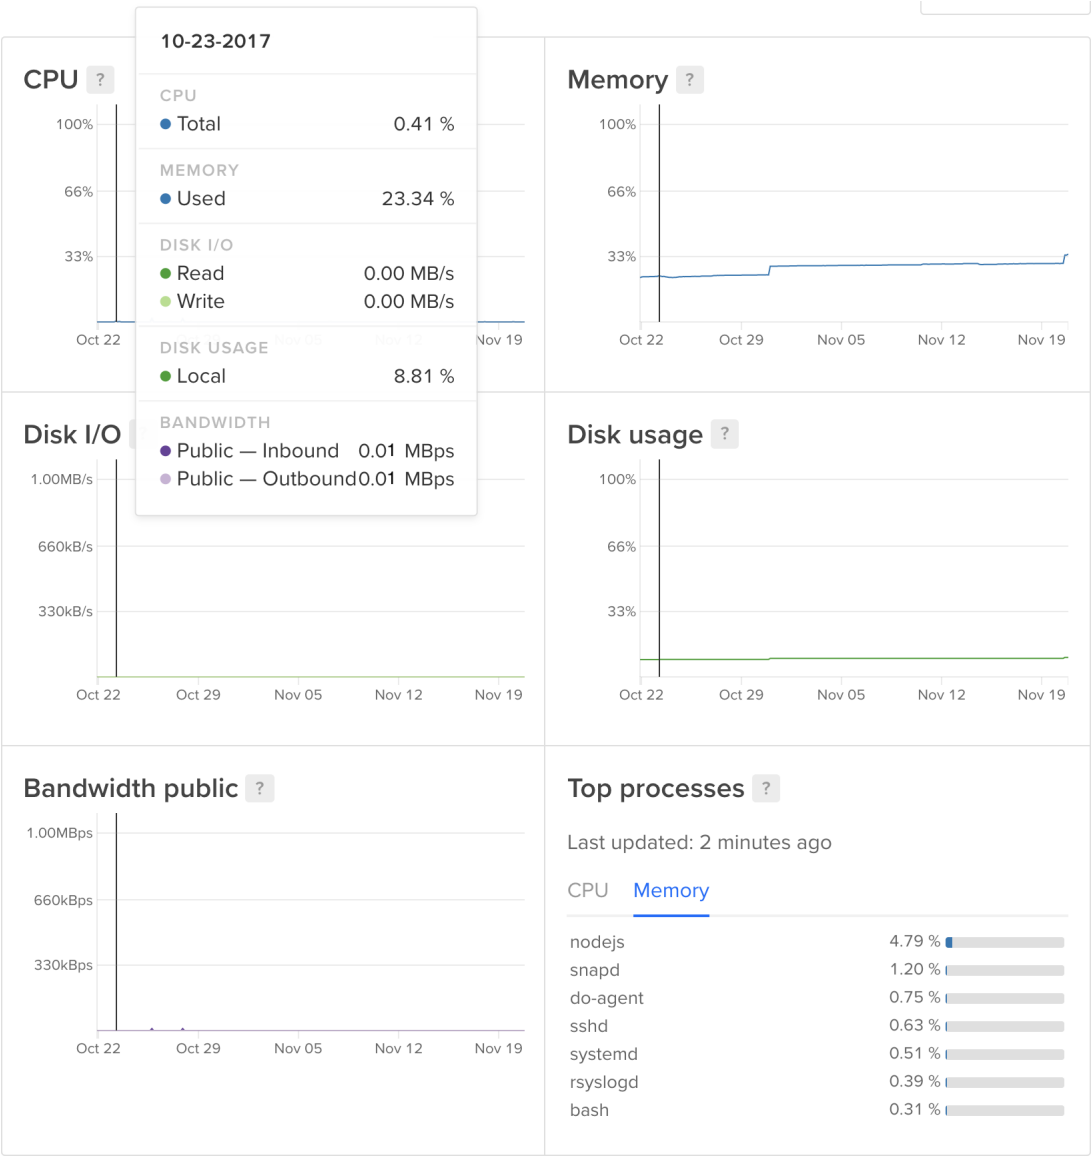 10-23-2017
CPU
Total 0.41 %
MEMORY
Used 23.34 %
DISK I/O
Read 0.00 MB/s
Write 0.00 MB/s
DISK USAGE
Local 8.81 %
BANDWIDTH
Public — Inbound 0.01 MBps
Public — Outbound 0.01 MBps
CPU ?
100%
66%
33%
Oct 22 Nov 05 Nov 12 Nov 19
Memory ?
100%
66%
33%
Oct 22 Oct 29 Nov 05 Nov 12 Nov 19
Disk I/O
1.00MB/s
660kB/s
330kB/s
Oct 22 Oct 29 Nov 05 Nov 12 Nov 19
Disk usage ?
100%
66%
33%
Oct 22 Oct 29 Nov 05 Nov 12 Nov 19
Bandwidth public ?
1.00MBps
660kBps
330kBps
Oct 22 Oct 29 Nov 05 Nov 12 Nov 19
Top processes ?
Last updated: 2 minutes ago
CPU Memory
nodejs 4.79 %
snapd 1.20 %
do-agent 0.75 %
sshd 0.63 %
systemd 0.51 %
rsyslogd 0.39 %
bash 0.31 %